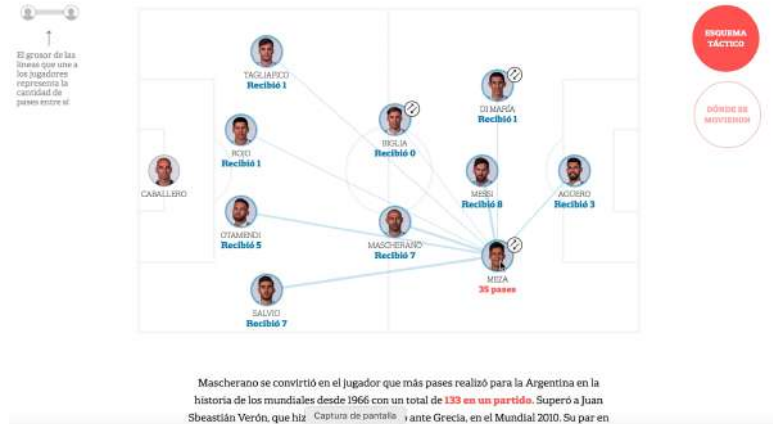 El grosor de las
líneas que une a
los jugadores
representa la
cantidad de
pases entre sí
ESQUEMA
TÁCTICO
DÓNDE SE
MOVIERON
TAGLIAFICO
Recibió 1
DI MARÍA
Recibió 1
BIGLIA
Recibió 0
ROJO
Recibió 1
CABALLERO
MESSI
Recibió 8
AGÜERO
Recibió 3
OTAMENDI
Recibió 5
MASCHERANO
Recibió 7
MEZA
35 pases
SALVIO
Recibió 7
Mascherano se convirtió en el jugador que más pases realizó para la Argentina en la
historia de los mundiales desde 1966 con un total de 133 en un partido. Superó a Juan
Sbeastián Verón, que hiz Captura de pantalla ante Grecia, en el Mundial 2010. Su par en